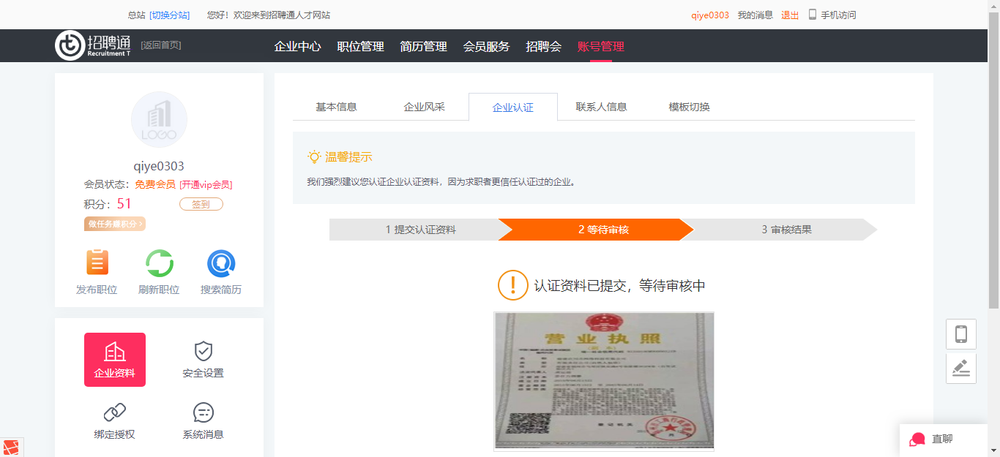 总站 [切换分站] 您好！欢迎来到招聘通人才网站
qiye0303 我的消息 退出 手机访问
招聘通
Recruitment T
[返回首页]
企业中心 职位管理 简历管理 会员服务 招聘会 账号管理
LOGO
qiye0303
会员状态：免费会员 [开通vip会员]
积分：51 签到
做任务赚积分 >
发布职位 刷新职位 搜索简历
企业资料 安全设置
绑定授权 系统消息
基本信息 企业风采 企业认证 联系人信息 模板切换
温馨提示
我们强烈建议您认证企业认证资料，因为求职者更信任认证过的企业。
1 提交认证资料 2 等待审核 3 审核结果
认证资料已提交，等待审核中
营业执照
登记机关
直聊